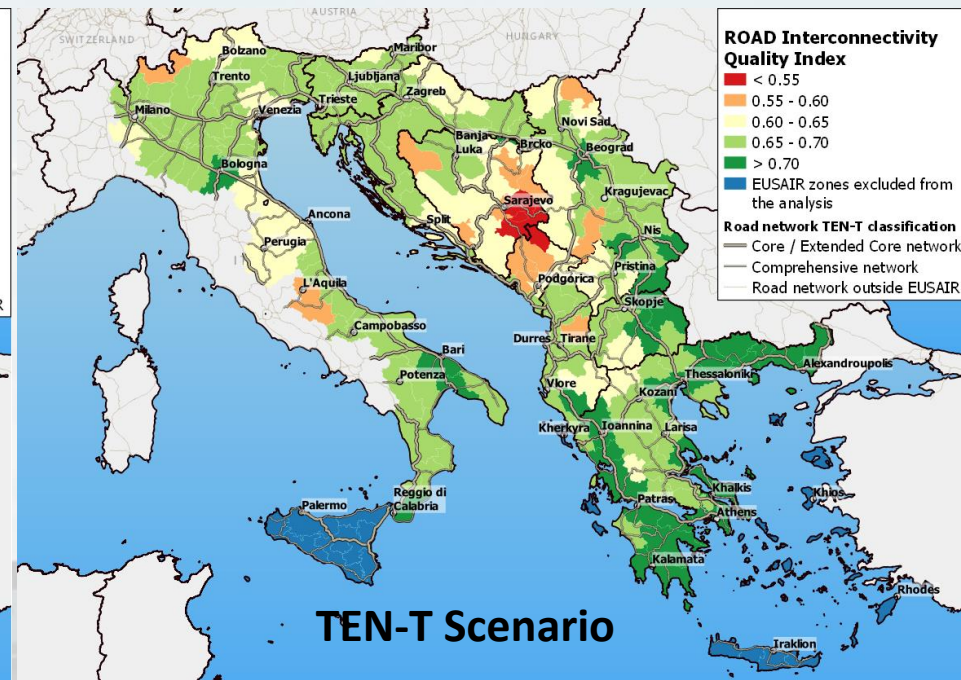 AUSTRIA
SWITZERLAND
HUNGARY
ROAD Interconnectivity
Quality Index
< 0.55
0.55 - 0.60
0.60 - 0.65
0.65 - 0.70
> 0.70
EUSAIR zones excluded from
the analysis
Road network TEN-T classification
Core / Extended Core network
Comprehensive network
Road network outside EUSAIR
Bolzano
Maribor
Trento
Ljubljana
Trieste
Zagreb
Milano
Venezia
Novi Sad
Banja
Luka
Brcko
Beograd
Bologna
Sarajevo
Kragujevac
Ancona
Split
Nis
Perugia
Pristina
L'Aquila
Podgorica
Skopje
Campobasso
Durres
Tirane
Bari
Alexandroupolis
Thessaloniki
Potenza
Vlore
Kozani
Kherkyra
Ioannina
Larisa
Reggio di
Calabria
Palermo
Khalkis
Khios
Patras
Athens
Kalamata
Rhodes
TEN-T Scenario
Iraklion